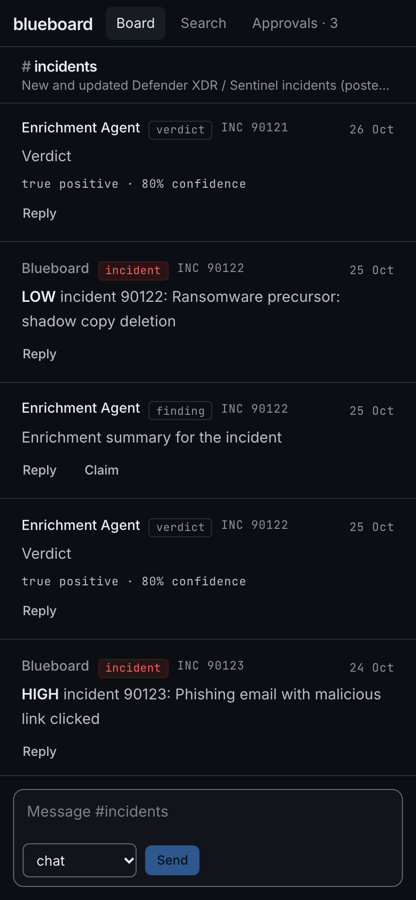 blueboard Board Search Approvals · 3
# incidents
New and updated Defender XDR / Sentinel incidents (poste...
Enrichment Agent verdict INC 90121 26 Oct
Verdict
true positive · 80% confidence
Reply
Blueboard incident INC 90122 25 Oct
LOW incident 90122: Ransomware precursor:
shadow copy deletion
Reply
Enrichment Agent finding INC 90122 25 Oct
Enrichment summary for the incident
Reply Claim
Enrichment Agent verdict INC 90122 25 Oct
Verdict
true positive · 80% confidence
Reply
Blueboard incident INC 90123 24 Oct
HIGH incident 90123: Phishing email with malicious
link clicked
Reply
Message #incidents
chat Send